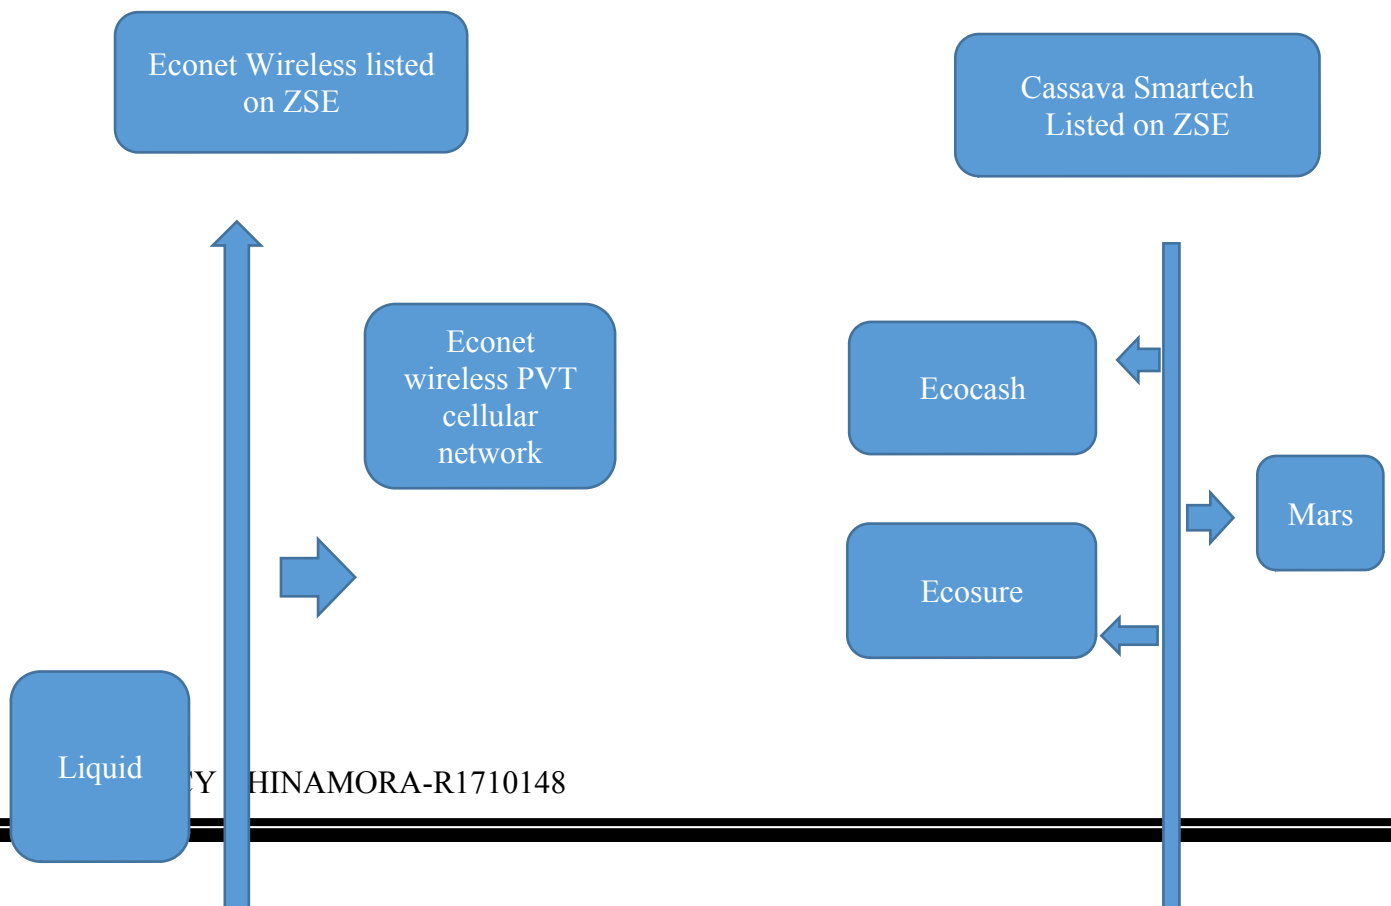 Econet Wireless listed
on ZSE
Cassava Smartech
Listed on ZSE
Econet
wireless PVT
cellular
network
Ecocash
Mars
Ecosure
Liquid
HINAMORA-R1710148